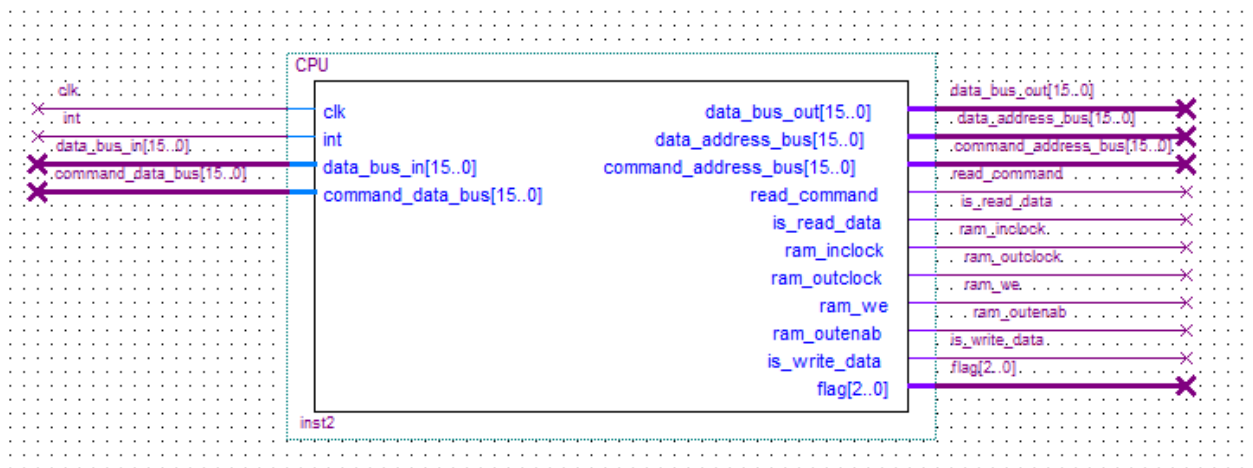 CPU
clk
int
data_bus_in[15..0]
command_data_bus[15..0]
clk
int
data_bus_in[15..0]
command_data_bus[15..0]
data_bus_out[15..0]
data_address_bus[15..0]
command_address_bus[15..0]
read_command
is_read_data
ram_inclock
ram_outclock
ram_we
ram_outenab
is_write_data
flag[2..0]
data_bus_out[15..0]
data_address_bus[15..0]
command_address_bus[15..0]
read_command
is_read_data
ram_inclock
ram_outclock
ram_we
ram_outenab
is_write_data
flag[2..0]
inst2